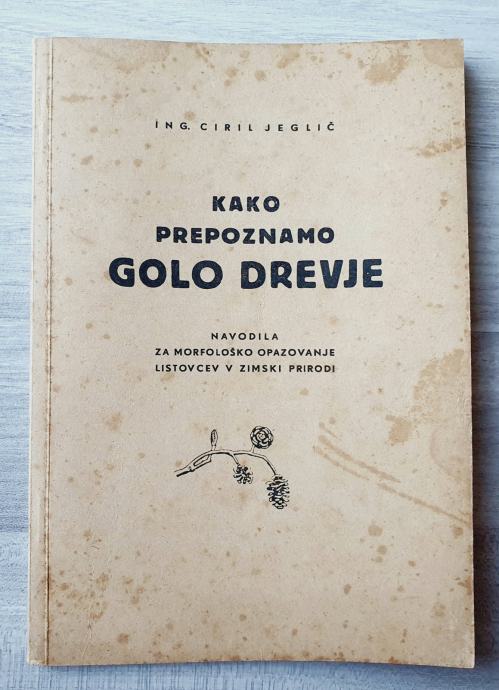 ING. CIRIL JEGLIČ
KAKO
PREPOZNAMO
GOLO DREVJE
NAVODILA
ZA MORFOLOŠKO OPAZOVANJE
LISTOVCEV V ZIMSKI PRIRODI